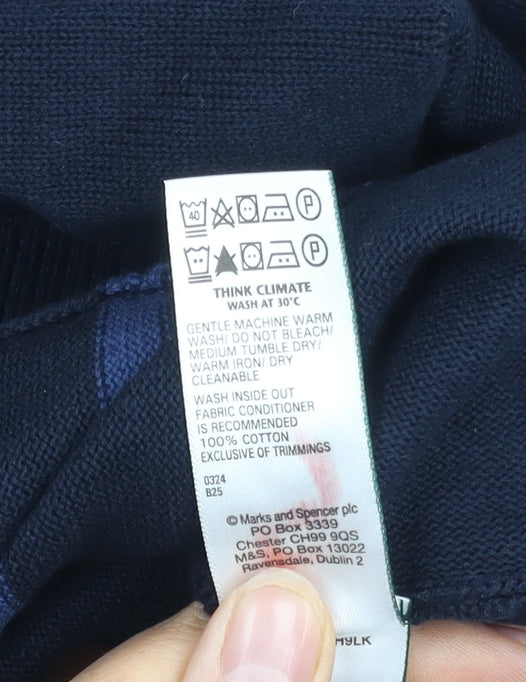 40
P
P
THINK CLIMATE
WASH AT 30°C
GENTLE MACHINE WARM
WASH/ DO NOT BLEACH/
MEDIUM TUMBLE DRY/
WARM IRON/ DRY
CLEANABLE
WASH INSIDE OUT
FABRIC CONDITIONER
IS RECOMMENDED
100% COTTON
EXCLUSIVE OF TRIMMINGS
0324
B25
© Marks and Spencer plc
PO Box 3339
Chester CH99 9QS
M&S, PO Box 13022
Ravensdale, Dublin 2